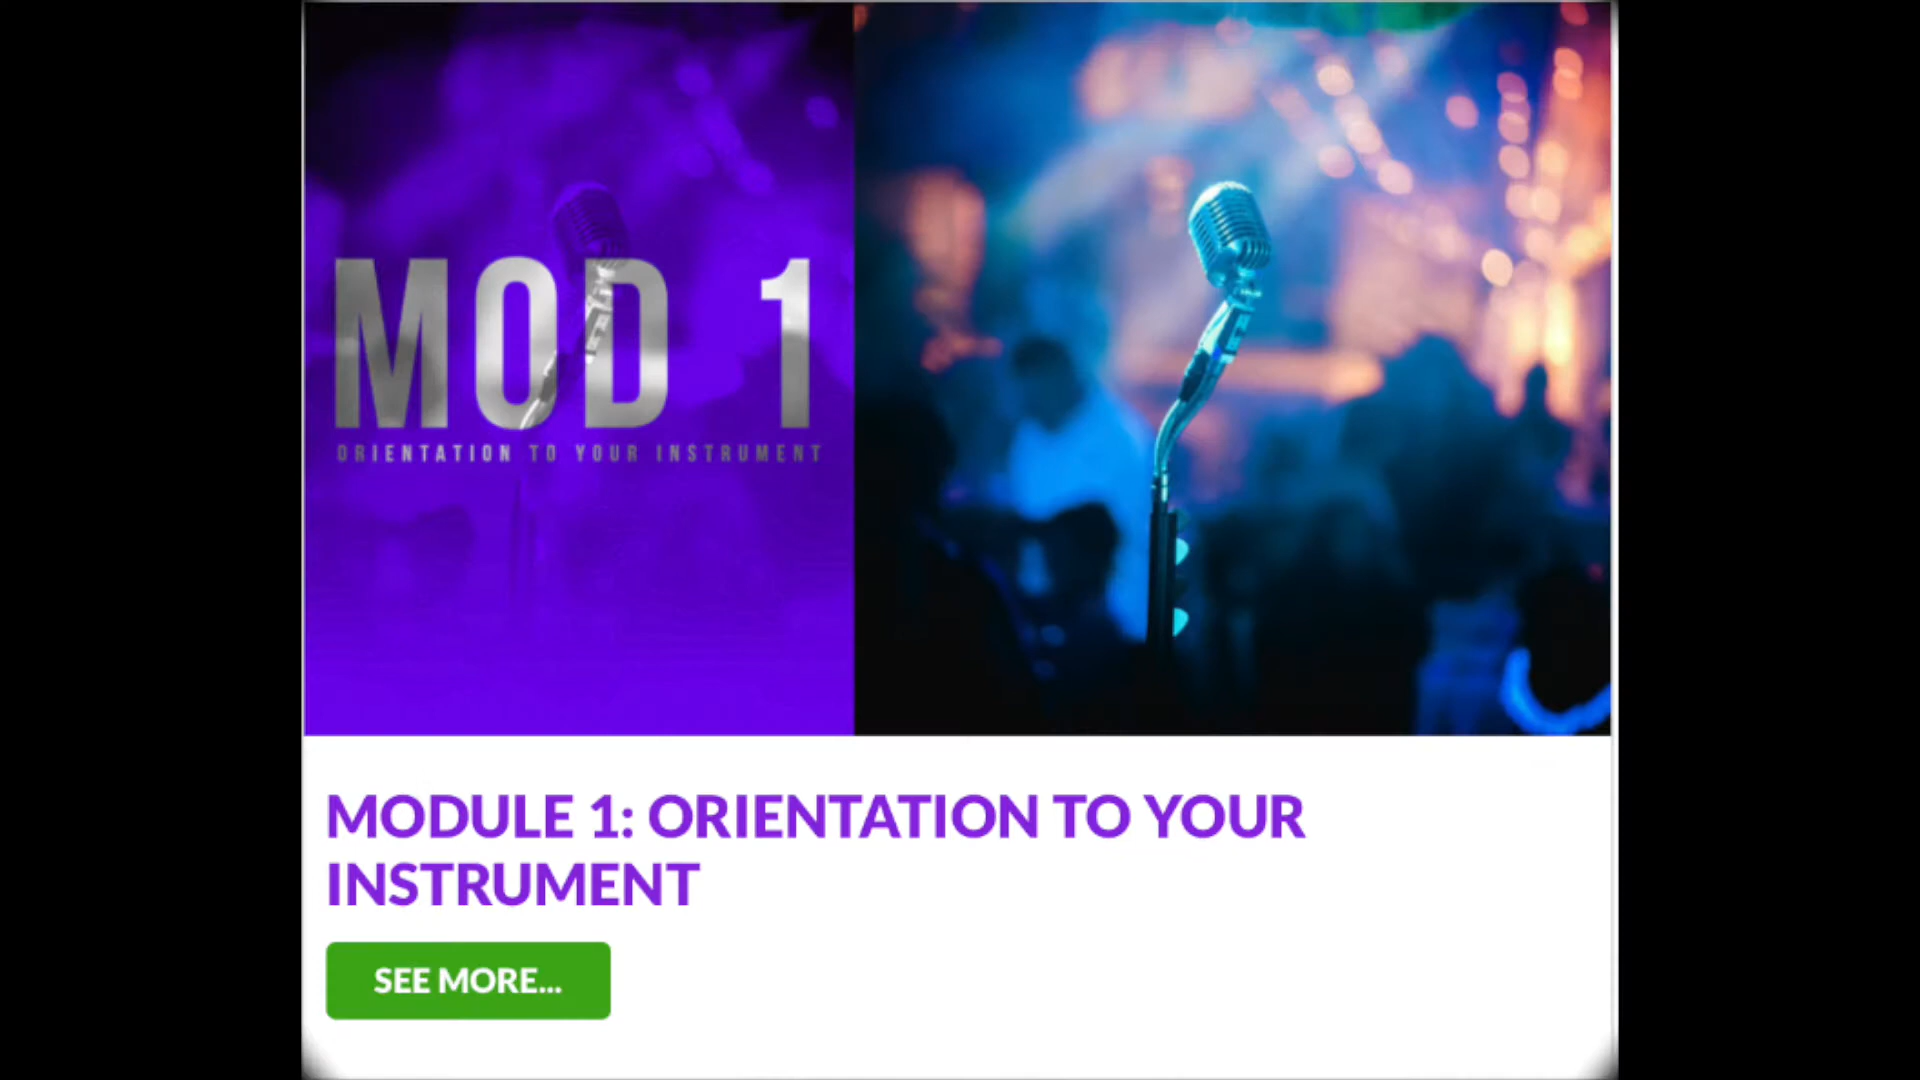 MOD 1
ORIENTATION TO YOUR INSTRUMENT
MODULE 1: ORIENTATION TO YOUR
INSTRUMENT
SEE MORE...